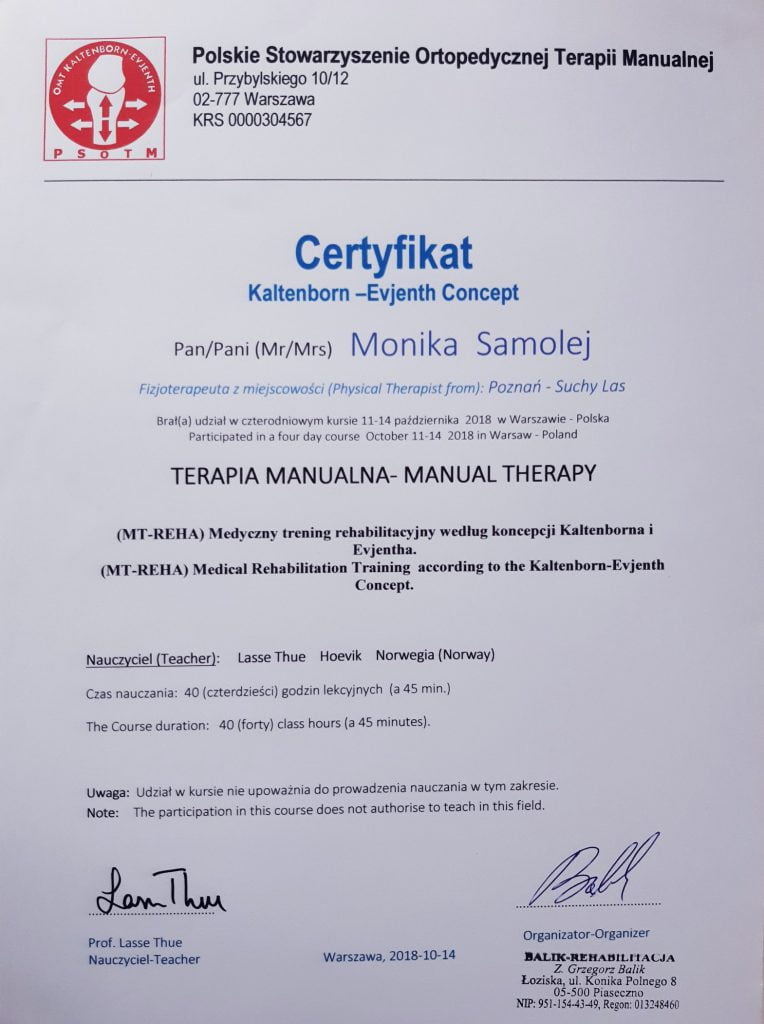 OMT KALTENBORN-EVJENTH
P S O T M
Polskie Stowarzyszenie Ortopedycznej Terapii Manualnej
ul. Przybylskiego 10/12
02-777 Warszawa
KRS 0000304567
Certyfikat
Kaltenborn –Evjenth Concept
Pan/Pani (Mr/Mrs) Monika Samolej
Fizjoterapeuta z miejscowości (Physical Therapist from): Poznań - Suchy Las
Brał(a) udział w czterodniowym kursie 11-14 października 2018 w Warszawie - Polska
Participated in a four day course October 11-14 2018 in Warsaw - Poland
TERAPIA MANUALNA- MANUAL THERAPY
(MT-REHA) Medyczny trening rehabilitacyjny według koncepcji Kaltenborna i
Evjentha.
(MT-REHA) Medical Rehabilitation Training according to the Kaltenborn-Evjenth
Concept.
Nauczyciel (Teacher): Lasse Thue Hoevik Norwegia (Norway)
Czas nauczania: 40 (czterdzieści) godzin lekcyjnych (a 45 min.)
The Course duration: 40 (forty) class hours (a 45 minutes).
Uwaga: Udział w kursie nie upoważnia do prowadzenia nauczania w tym zakresie.
Note: The participation in this course does not authorise to teach in this field.
Prof. Lasse Thue
Nauczyciel-Teacher
Warszawa, 2018-10-14
Organizator-Organizer
BALIK-REHABILITACJA
Z. Grzegorz Balik
Łoziska, ul. Konika Polnego 8
05-500 Piaseczno
NIP: 951-154-43-49, Regon: 013248460